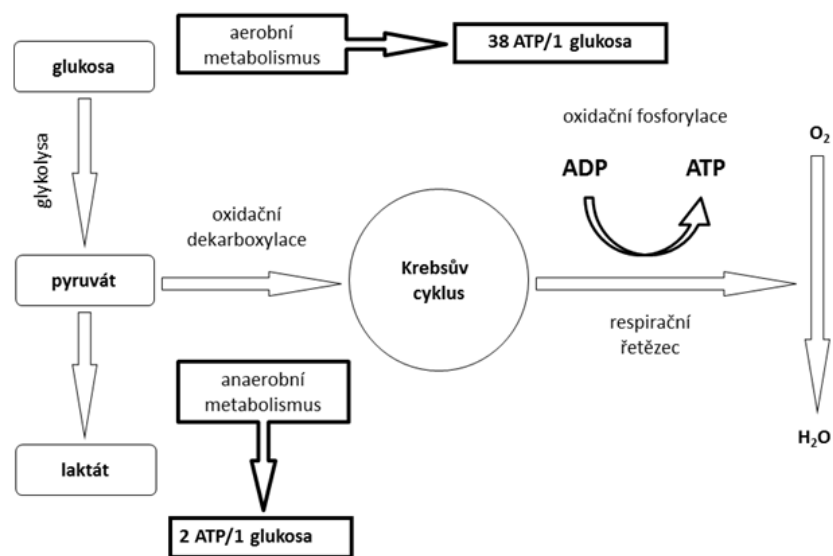 aerobní
metabolismus
38 ATP/1 glukosa
glukosa
glykolysa
oxidační fosforylace
ADP
ATP
O₂
oxidační
dekarboxylace
Krebsův
cyklus
pyruvát
respirační
řetězec
anaerobní
metabolismus
laktát
H₂O
2 ATP/1 glukosa